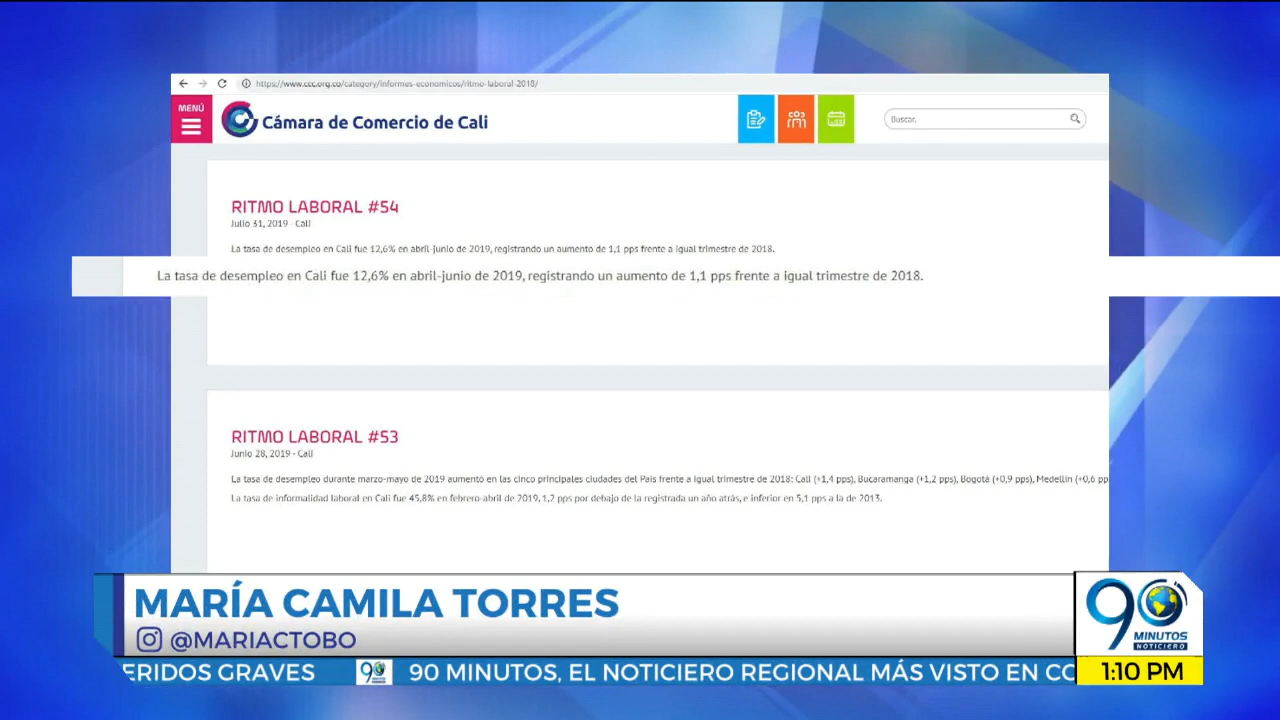 https://www.ccc.org.co/category/informes-economicos/ritmo-laboral-2018/
MENÚ
Cámara de Comercio de Cali
Buscar.
RITMO LABORAL #54
Julio 31, 2019 - Cali
La tasa de desempleo en Cali fue 12,6% en abril-junio de 2019, registrando un aumento de 1,1 pps frente a igual trimestre de 2018.
La tasa de desempleo en Cali fue 12,6% en abril-junio de 2019, registrando un aumento de 1,1 pps frente a igual trimestre de 2018.
RITMO LABORAL #53
Junio 28, 2019 - Cali
La tasa de desempleo durante marzo-mayo de 2019 aumentó en las cinco principales ciudades del País frente a igual trimestre de 2018: Cali (+1,4 pps), Bucaramanga (+1,2 pps), Bogotá (+0,9 pps), Medellín (+0,6 pp
La tasa de informalidad laboral en Cali fue 45,8% en febrero-abril de 2019, 1,2 pps por debajo de la registrada un año atrás, e inferior en 5,1 pps a la de 2013.
MARÍA CAMILA TORRES
@MARIACTOBO
90 MINUTOS NOTICIERO
ERIDOS GRAVES 90 MINUTOS, EL NOTICIERO REGIONAL MÁS VISTO EN CO
1:10 PM